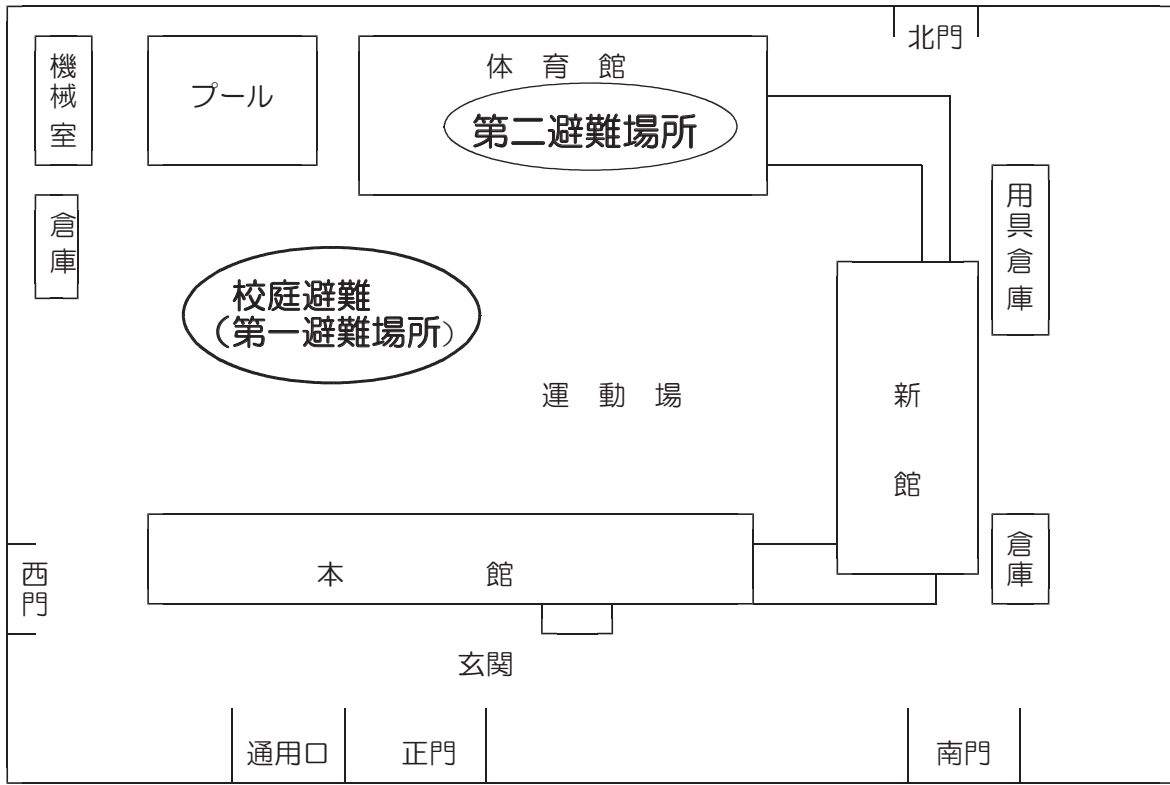 北門
機械室
プール
体育館
第二避難場所
用具倉庫
倉庫
校庭避難
（第一避難場所）
運動場
新館
本館
倉庫
西門
玄関
通用口
正門
南門